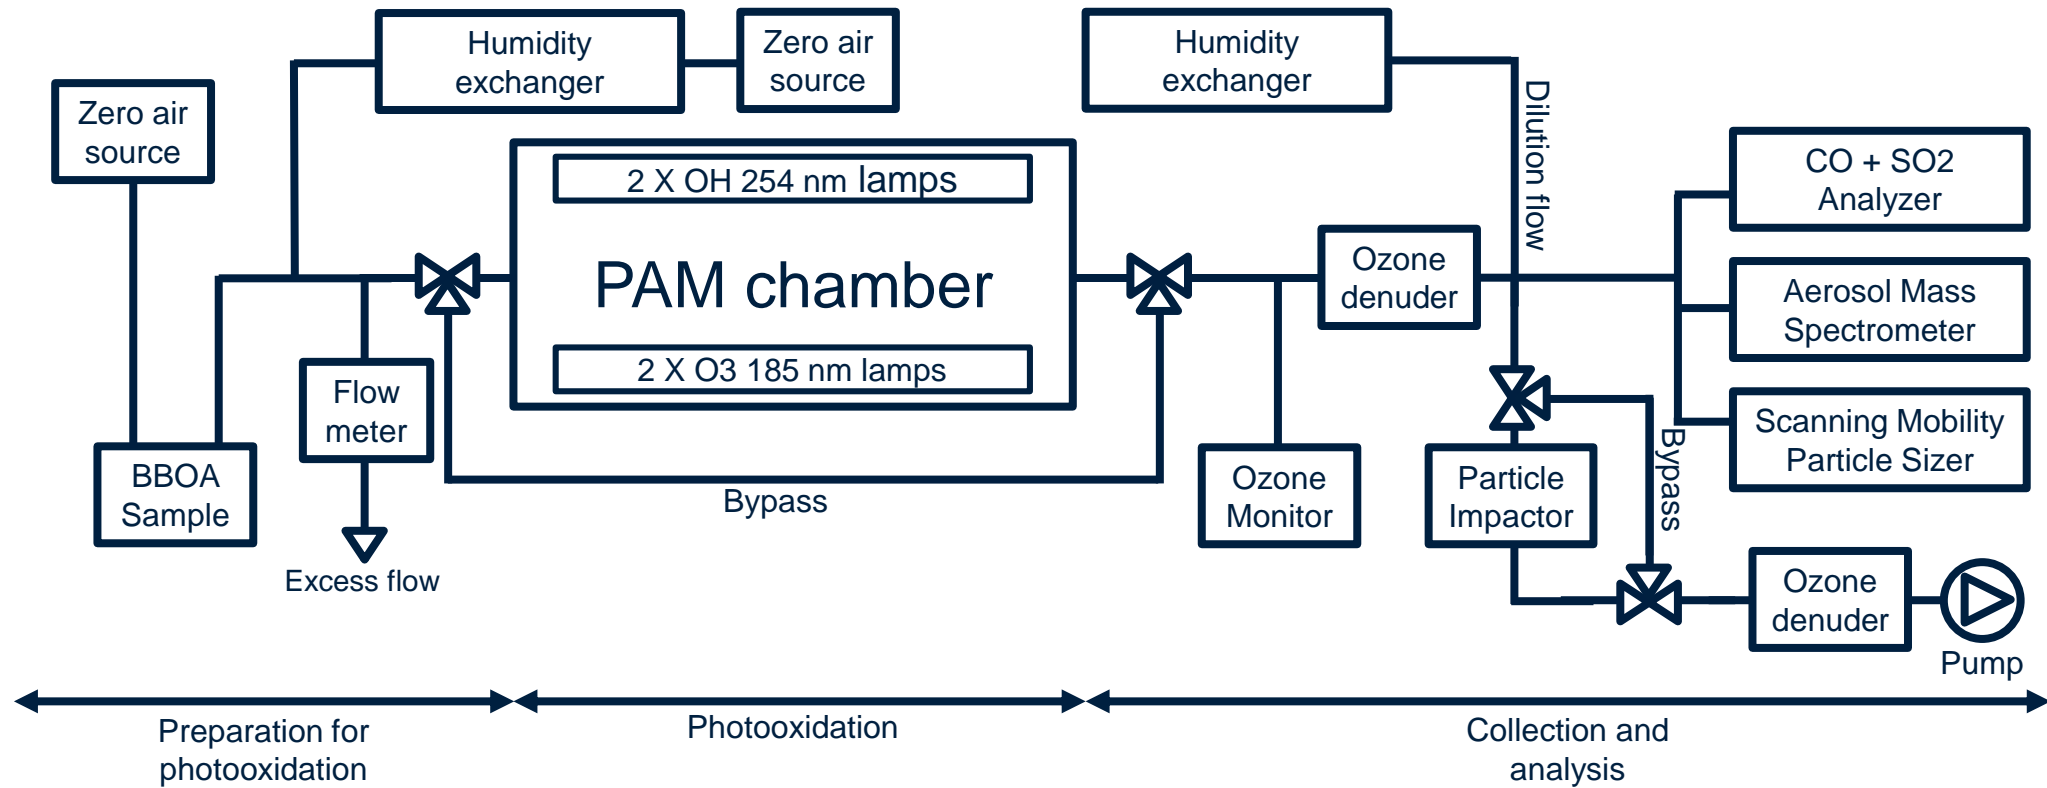 Humidity
exchanger
Zero air
source
Humidity
exchanger
Zero air
source
Dilution flow
2 X OH 254 nm lamps
PAM chamber
2 X O3 185 nm lamps
CO + SO2
Analyzer
Ozone
denuder
Aerosol Mass
Spectrometer
Flow
meter
Scanning Mobility
Particle Sizer
BBOA
Sample
Bypass
Ozone
Monitor
Particle
Impactor
Bypass
Excess flow
Ozone
denuder
Pump
Preparation for
photooxidation
Photooxidation
Collection and
analysis